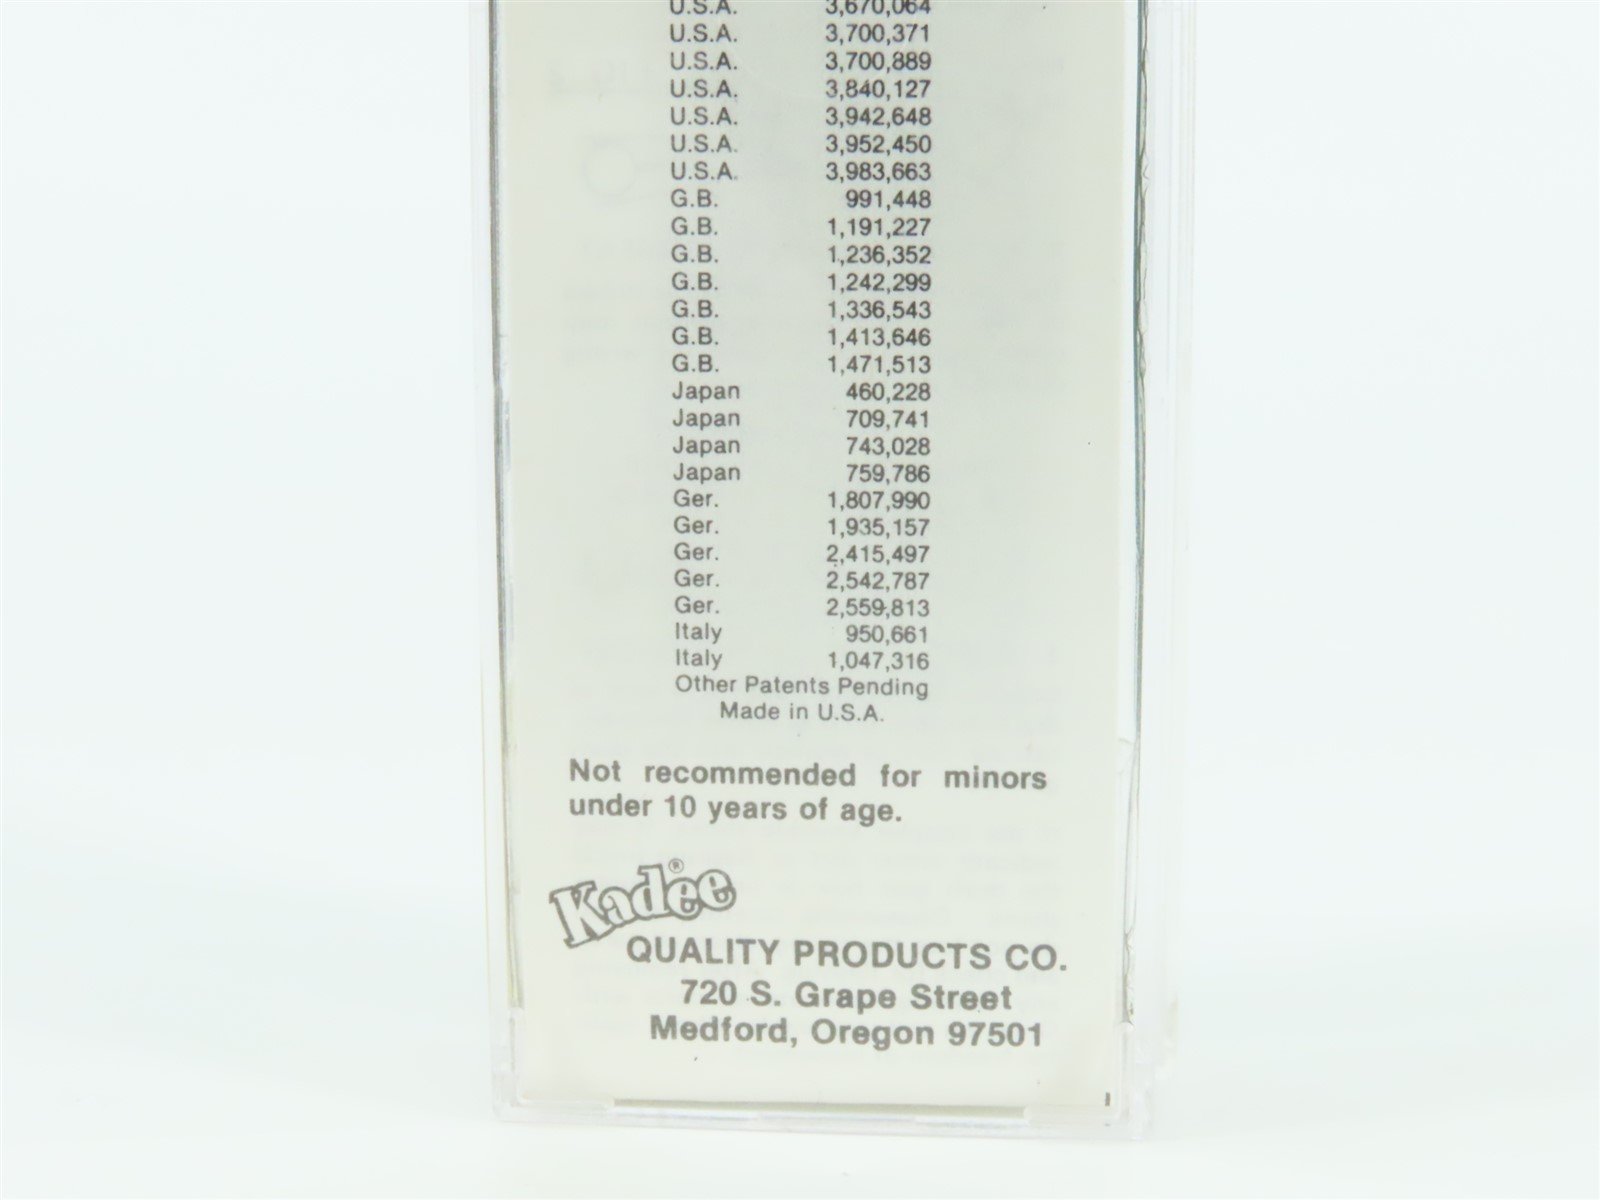 U.S.A. 3,670,064
U.S.A. 3,700,371
U.S.A. 3,700,889
U.S.A. 3,840,127
U.S.A. 3,942,648
U.S.A. 3,952,450
U.S.A. 3,983,663
G.B. 991,448
G.B. 1,191,227
G.B. 1,236,352
G.B. 1,242,299
G.B. 1,336,543
G.B. 1,413,646
G.B. 1,471,513
Japan 460,228
Japan 709,741
Japan 743,028
Japan 759,786
Ger. 1,807,990
Ger. 1,935,157
Ger. 2,415,497
Ger. 2,542,787
Ger. 2,559,813
Italy 950,661
Italy 1,047,316
Other Patents Pending
Made in U.S.A.
Not recommended for minors
under 10 years of age.
Kadee®
QUALITY PRODUCTS CO.
720 S. Grape Street
Medford, Oregon 97501